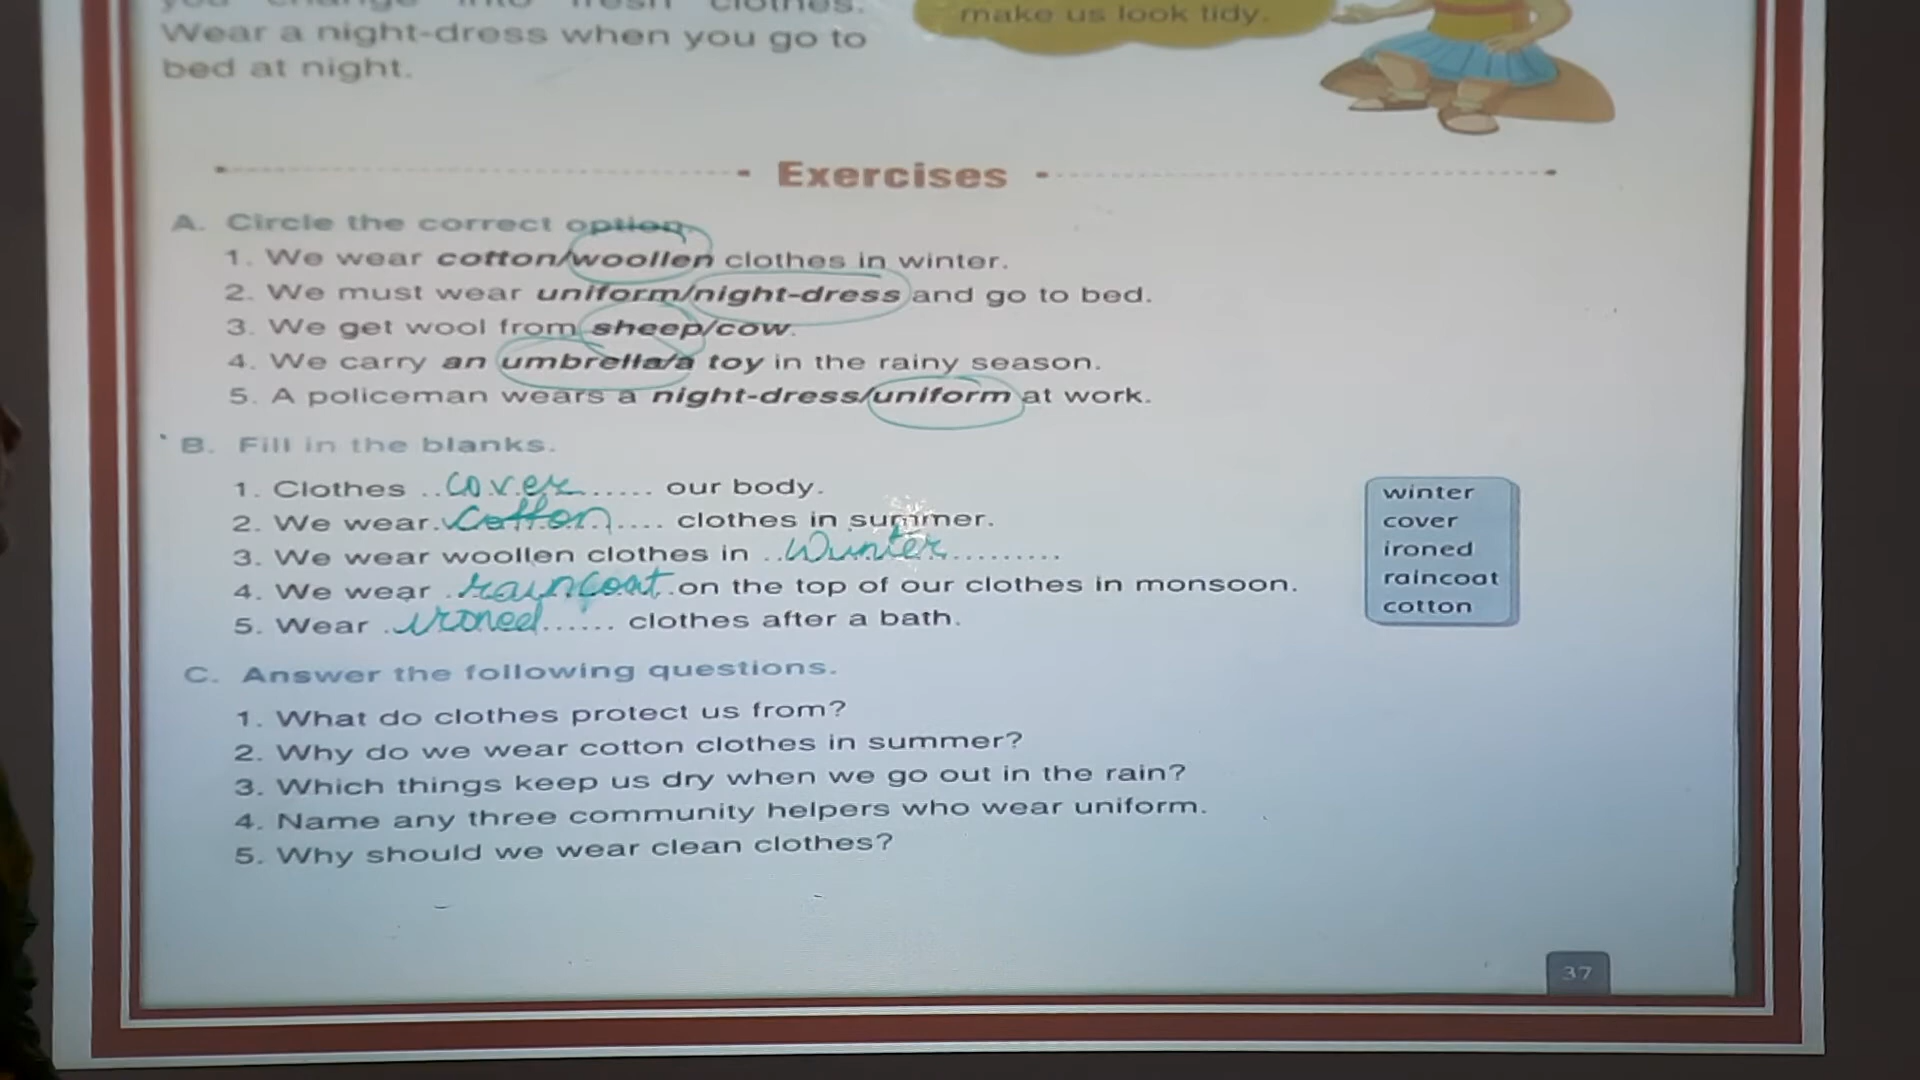 you change into fresh clothes.
Wear a night-dress when you go to
bed at night.
make us look tidy.
Exercises
A. Circle the correct option.
1. We wear cotton/woollen clothes in winter.
2. We must wear uniform/night-dress and go to bed.
3. We get wool from sheep/cow.
4. We carry an umbrella/a toy in the rainy season.
5. A policeman wears a night-dress/uniform at work.
B. Fill in the blanks.
1. Clothes ..cover...... our body.
2. We wear.cotton..... clothes in summer.
3. We wear woollen clothes in ..Winter..........
4. We wear .raincoat.on the top of our clothes in monsoon.
5. Wear .ironed...... clothes after a bath.
winter
cover
ironed
raincoat
cotton
C. Answer the following questions.
1. What do clothes protect us from?
2. Why do we wear cotton clothes in summer?
3. Which things keep us dry when we go out in the rain?
4. Name any three community helpers who wear uniform.
5. Why should we wear clean clothes?
37